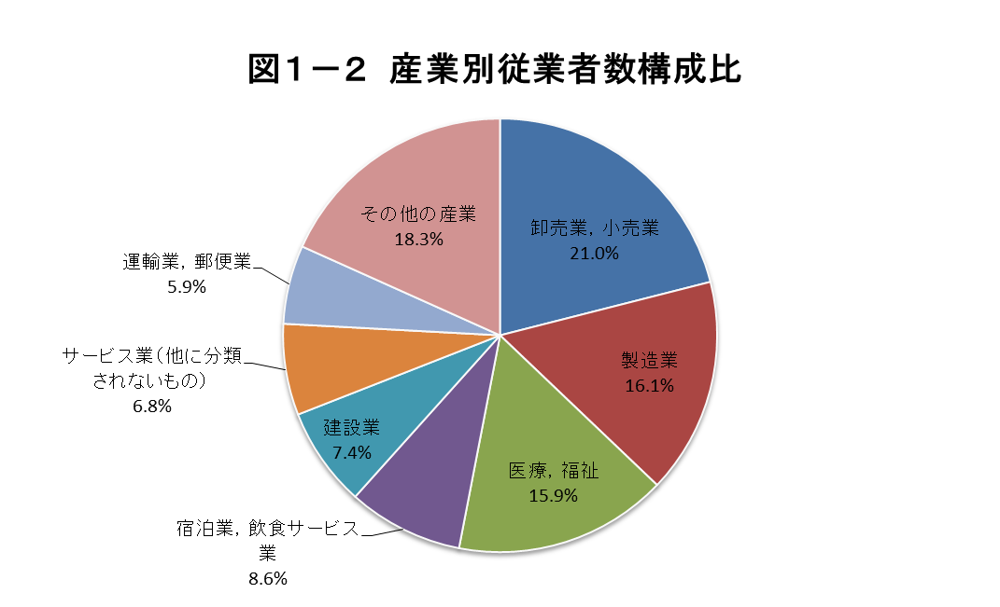 図1－2 産業別従業者数構成比
卸売業，小売業
21.0%
製造業
16.1%
医療，福祉
15.9%
宿泊業，飲食サービス
業
8.6%
建設業
7.4%
サービス業（他に分類
されないもの）
6.8%
運輸業，郵便業
5.9%
その他の産業
18.3%